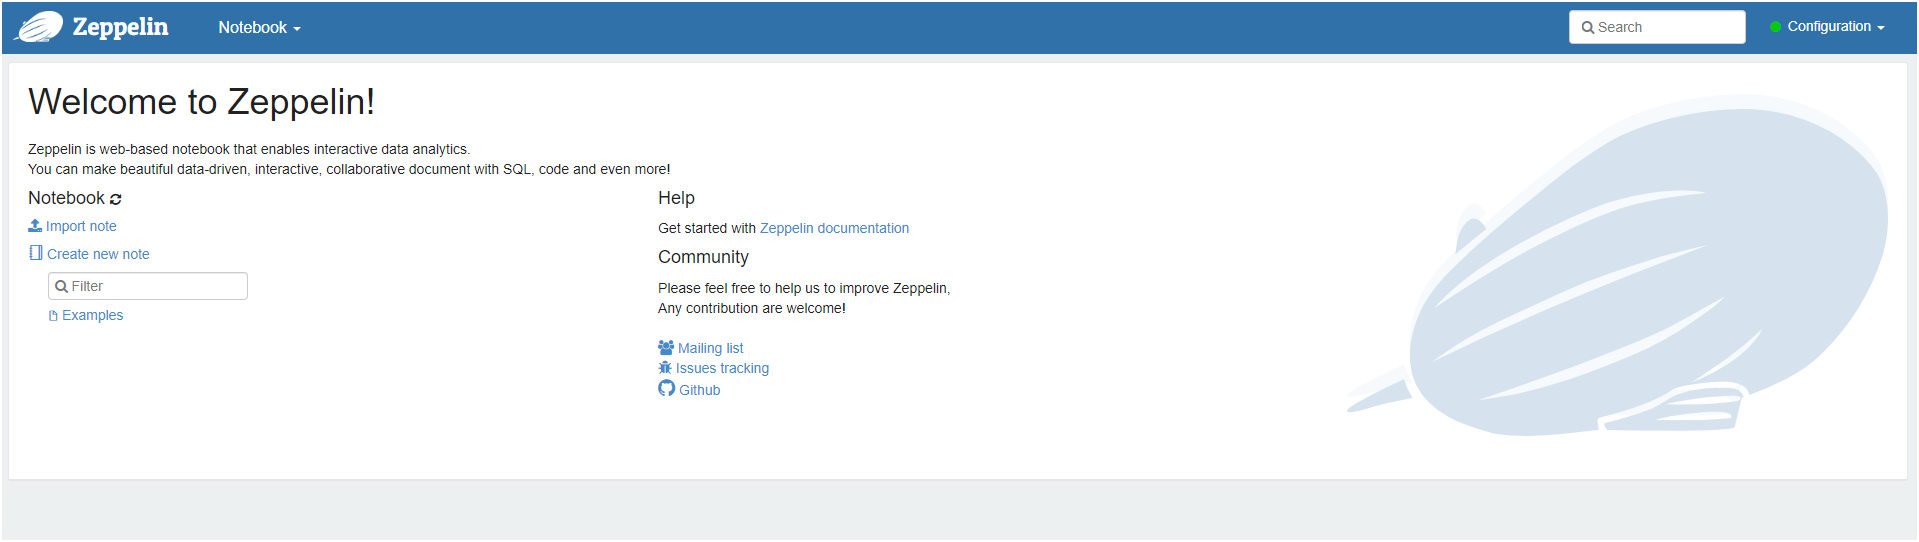 Zeppelin Notebook Search Configuration
Welcome to Zeppelin!
Zeppelin is web-based notebook that enables interactive data analytics.
You can make beautiful data-driven, interactive, collaborative document with SQL, code and even more!
Notebook
Import note
Create new note
Filter
Examples
Help
Get started with Zeppelin documentation
Community
Please feel free to help us to improve Zeppelin,
Any contribution are welcome!
Mailing list
Issues tracking
Github